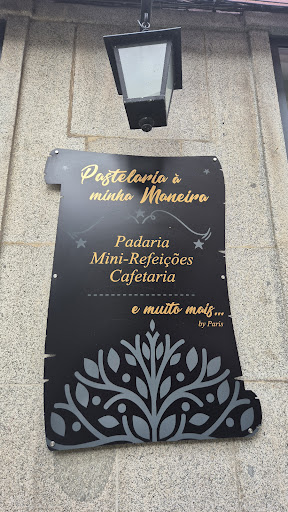 Pastelaria à
minha Maneira
Padaria
Mini-Refeições
Cafetaria
e muito mais...
by Paris